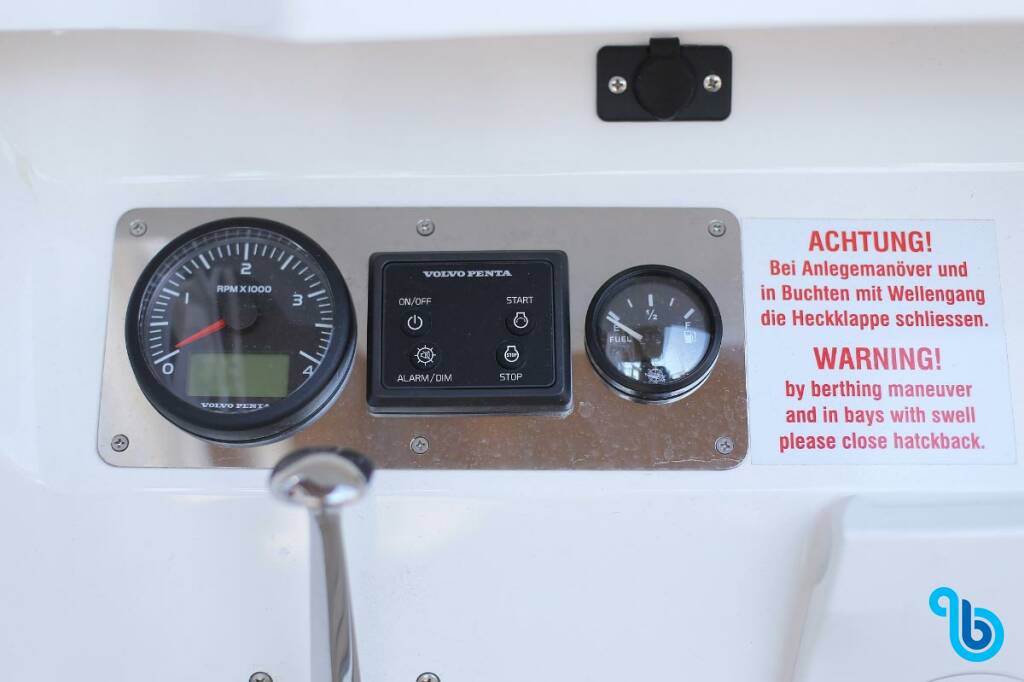 2
RPM X 1000
1
3
0
4
VOLVO PENTA
VOLVO PENTA
ON/OFF
START
STOP
ALARM/DIM
STOP
1/2
E
F
FUEL
ACHTUNG!
Bei Anlegemanöver und
in Buchten mit Wellengang
die Heckklappe schliessen.
WARNING!
by berthing maneuver
and in bays with swell
please close hatckback.
b